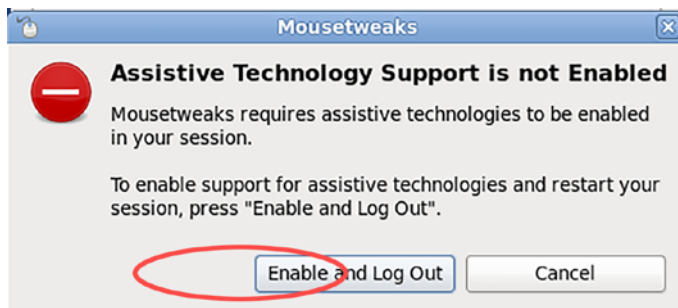 Mousetweaks
Assistive Technology Support is not Enabled
Mousetweaks requires assistive technologies to be enabled
in your session.
To enable support for assistive technologies and restart your
session, press "Enable and Log Out".
Enable and Log Out
Cancel